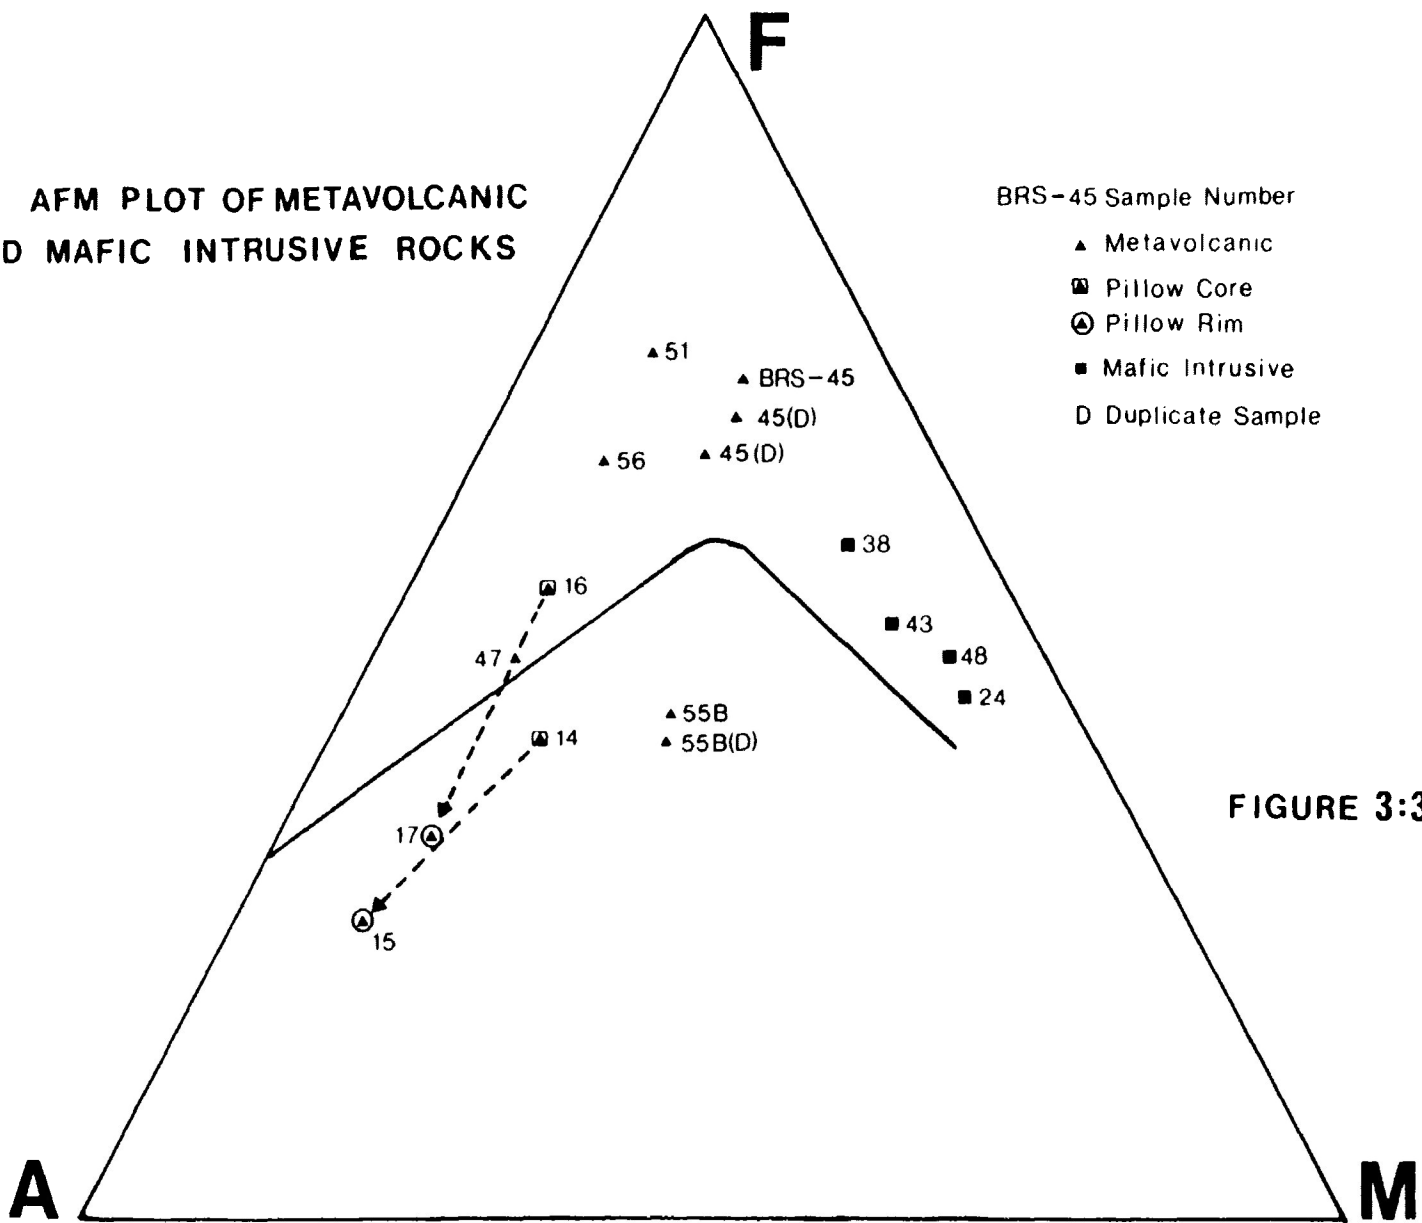 F
AFM PLOT OF METAVOLCANIC
D MAFIC INTRUSIVE ROCKS
BRS-45 Sample Number
Metavolcanic
Pillow Core
Pillow Rim
Mafic Intrusive
D Duplicate Sample
51
BRS-45
45(D)
45(D)
56
38
16
43
47
48
24
55B
14
55B(D)
FIGURE 3:3
17
15
A
M